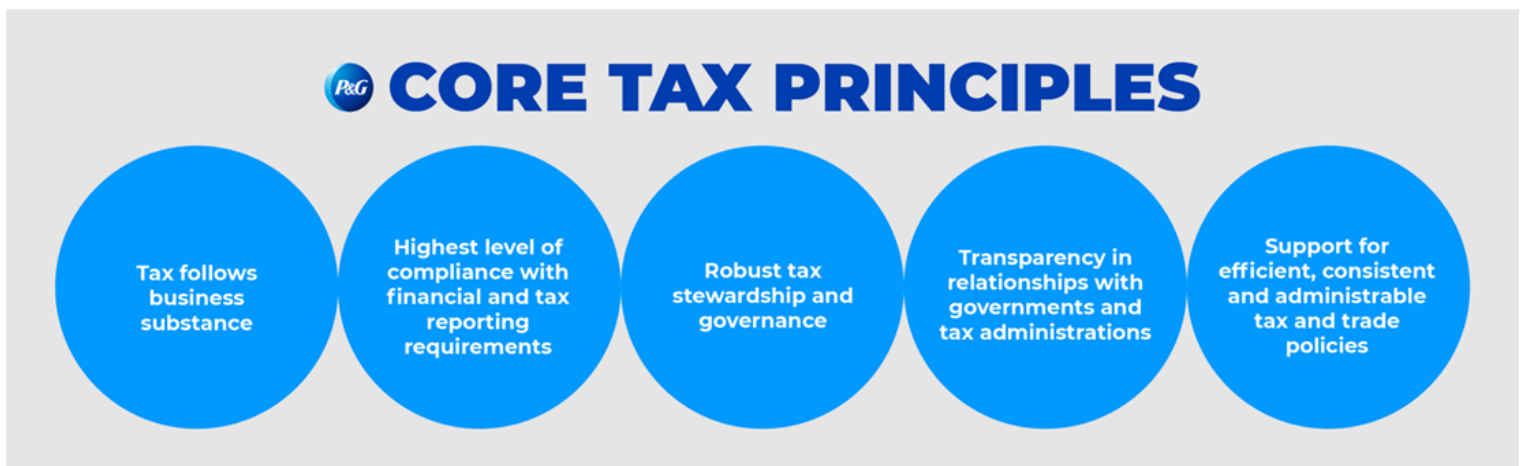 P&G CORE TAX PRINCIPLES
Tax follows
business
substance
Highest level of
compliance with
financial and tax
reporting
requirements
Robust tax
stewardship and
governance
Transparency in
relationships with
governments and
tax administrations
Support for
efficient, consistent
and administrable
tax and trade
policies